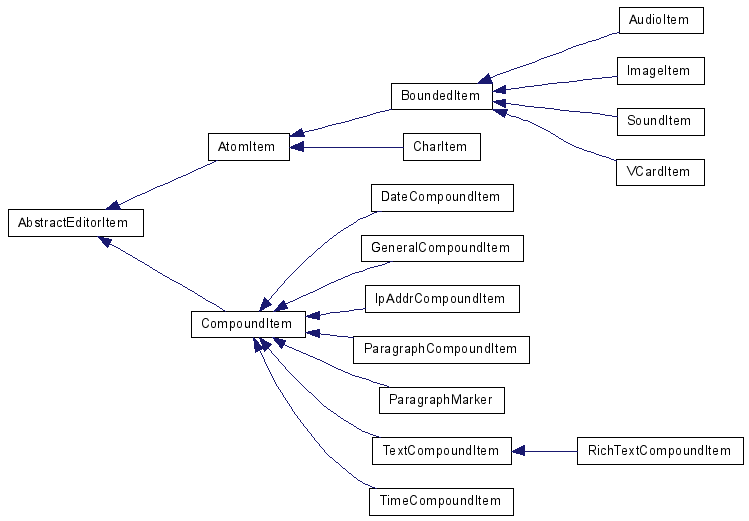 AudioItem
ImageItem
BoundedItem
SoundItem
AtomItem
CharItem
VCardItem
DateCompoundItem
AbstractEditorItem
GeneralCompoundItem
IpAddrCompoundItem
CompoundItem
ParagraphCompoundItem
ParagraphMarker
TextCompoundItem
RichTextCompoundItem
TimeCompoundItem